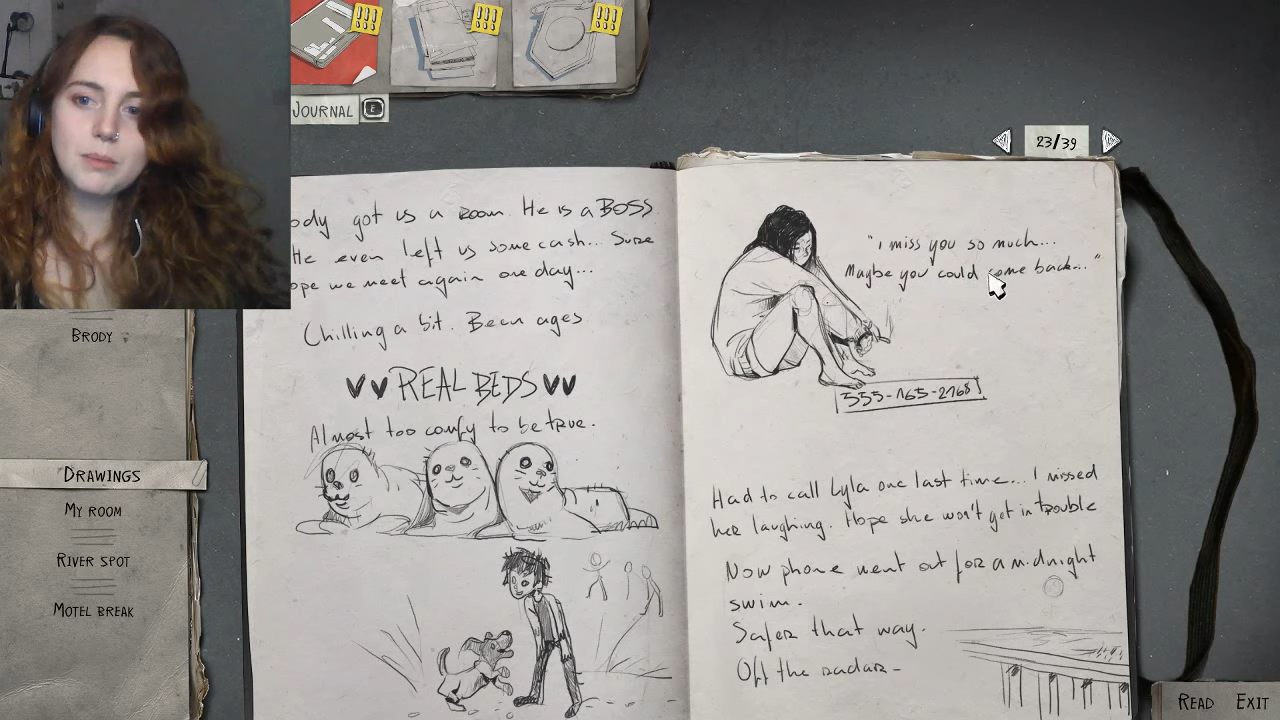 JOURNAL E
23/39
ody got us a room. He is a BOSS
He even left us some cash... Sure
ope we meet again one day...
Chilling a bit. Been ages
REAL BEDS
Almost too comfy to be true.
"I miss you so much...
Maybe you could come back..."
555-165-2768
Had to call Lyla one last time... I missed
her laughing. Hope she won't get in trouble
Now phone went out for a midnight
swim.
Safer that way.
Off the radar-
BRODY
DRAWINGS
MY ROOM
RIVER SPOT
MOTEL BREAK
READ EXIT